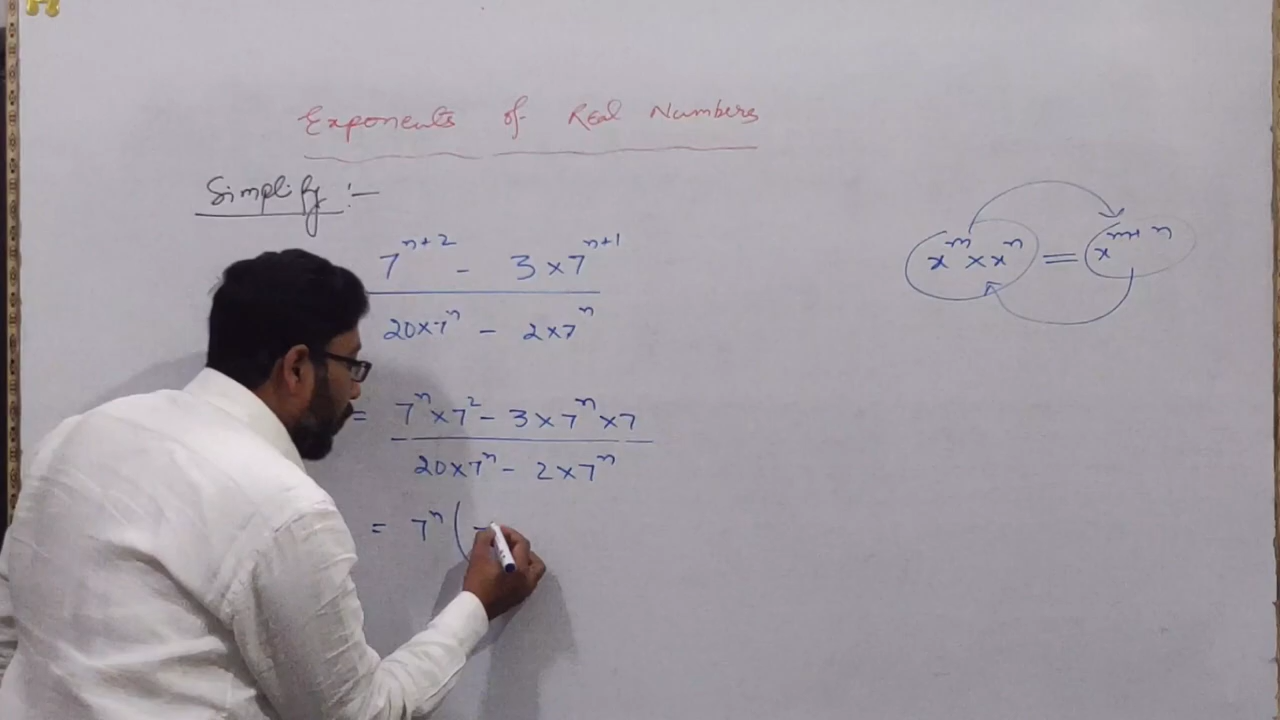 Exponents of Real Numbers
Simplify :-
7^{n+2} - 3×7^{n+1}
20×7^n - 2×7^n
x^m × x^n = x^{m+n}
= 7^n×7^2 - 3×7^n×7
20×7^n - 2×7^n
= 7^n (